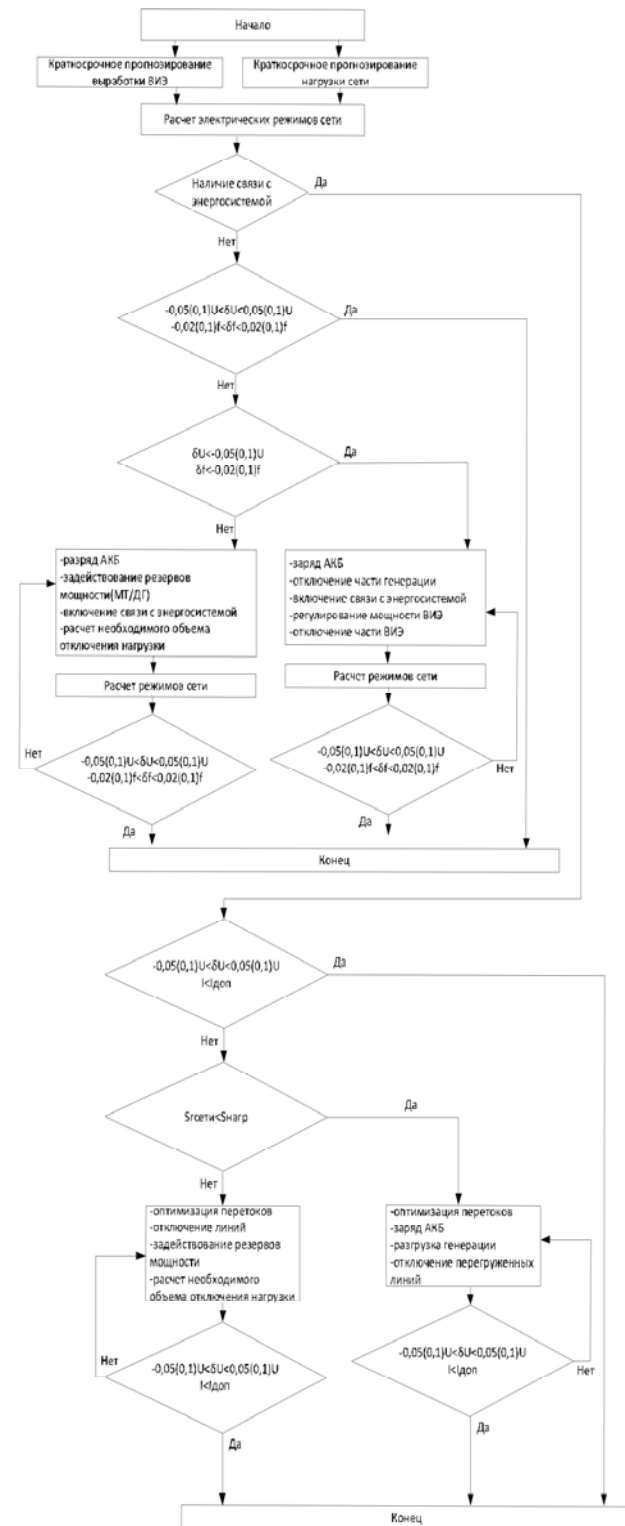 Начало
Краткосрочное прогнозирование
выработки ВИЭ
Краткосрочное прогнозирование
нагрузки сети
Расчет электрических режимов сети
Наличие связи с
энергосистемой
Да
Нет
-0,05(0,1)U<δU<0,05(0,1)U
-0,02(0,1)f<δf<0,02(0,1)f
Да
Нет
δU<-0,05(0,1)U
δf<-0,02(0,1)f
Да
Нет
-разряд АКБ
-задействование резервов
мощности(МТ/ДГ)
-включение связи с энергосистемой
-расчет необходимого объема
отключения нагрузки
-заряд АКБ
-отключение части генерации
-включение связи с энергосистемой
-регулирование мощности ВИЭ
-отключение части ВИЭ
Расчет режимов сети
Расчет режимов сети
Нет
-0,05(0,1)U<δU<0,05(0,1)U
-0,02(0,1)f<δf<0,02(0,1)f
-0,05(0,1)U<δU<0,05(0,1)U
-0,02(0,1)f<δf<0,02(0,1)f
Нет
Да
Да
Конец
-0,05(0,1)U<δU<0,05(0,1)U
I<Iдоп
Да
Нет
Sгсети<Sнагр
Да
Нет
-оптимизация перетоков
-отключение линий
-задействование резервов
мощности
-расчет необходимого
объема отключения нагрузки
-оптимизация перетоков
-заряд АКБ
-разгрузка генерации
-отключение перегруженных
линий
Нет
-0,05(0,1)U<δU<0,05(0,1)U
I<Iдоп
-0,05(0,1)U<δU<0,05(0,1)U
I<Iдоп
Нет
Да
Да
Конец